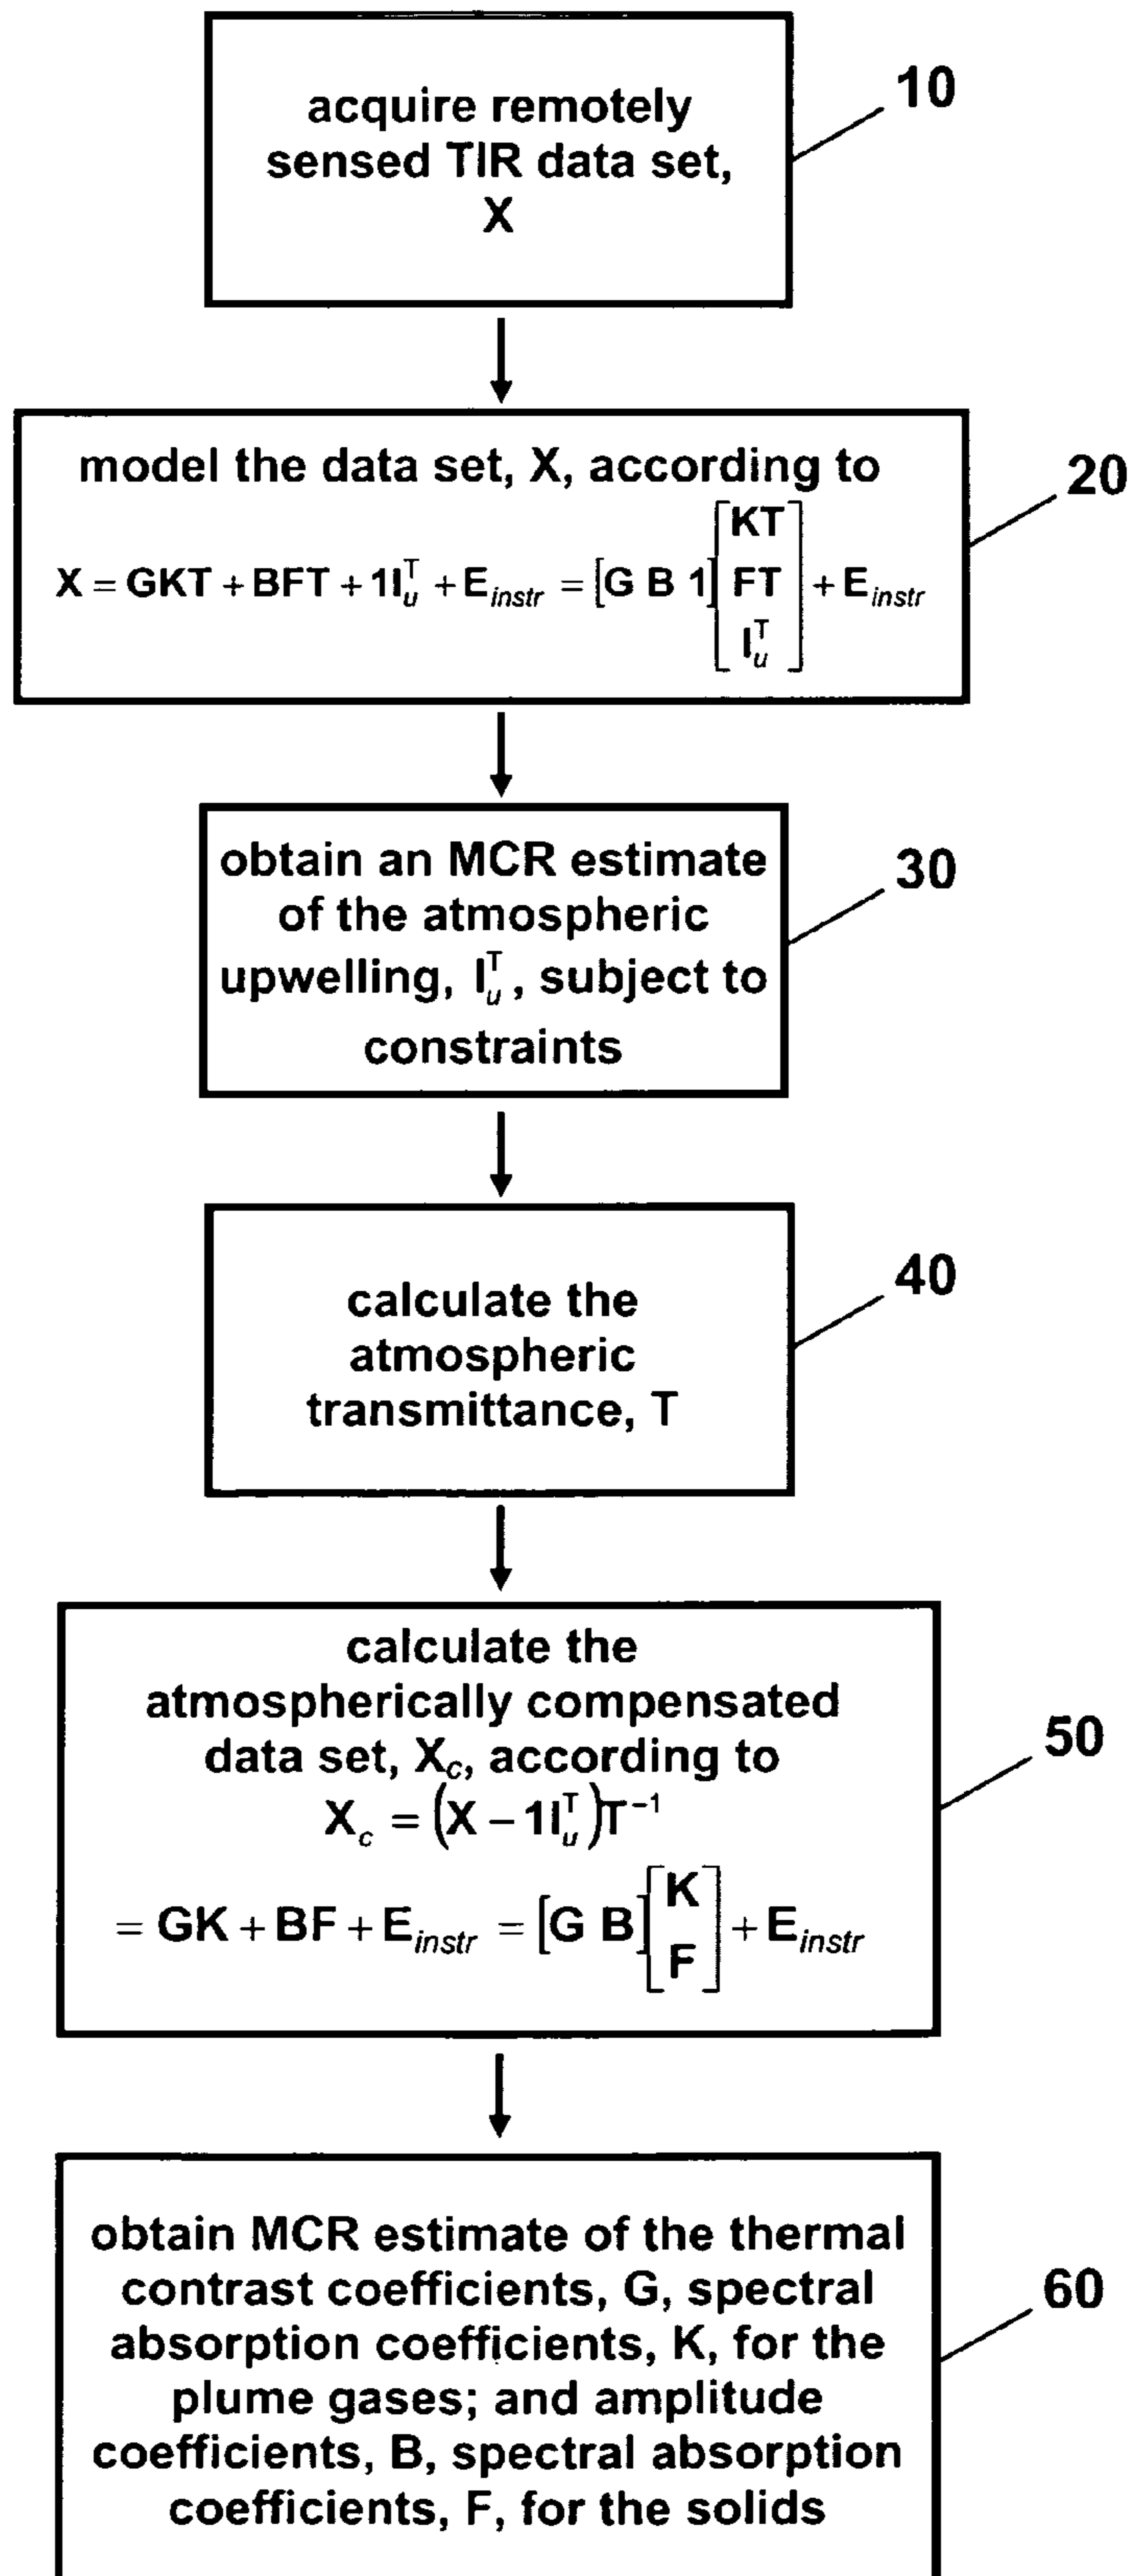 acquire remotely
sensed TIR data set,
X
10
model the data set, X, according to
X = GKT + BFT + 1I_u^T + E_instr = [G B 1][KT FT I_u^T] + E_instr
20
obtain an MCR estimate
of the atmospheric
upwelling, I_u^T, subject to
constraints
30
calculate the
atmospheric
transmittance, T
40
calculate the
atmospherically compensated
data set, X_c, according to
X_c = (X − 1I_u^T)T^−1
= GK + BF + E_instr = [G B][K F] + E_instr
50
obtain MCR estimate of the thermal
contrast coefficients, G, spectral
absorption coefficients, K, for the
plume gases; and amplitude
coefficients, B, spectral absorption
coefficients, F, for the solids
60